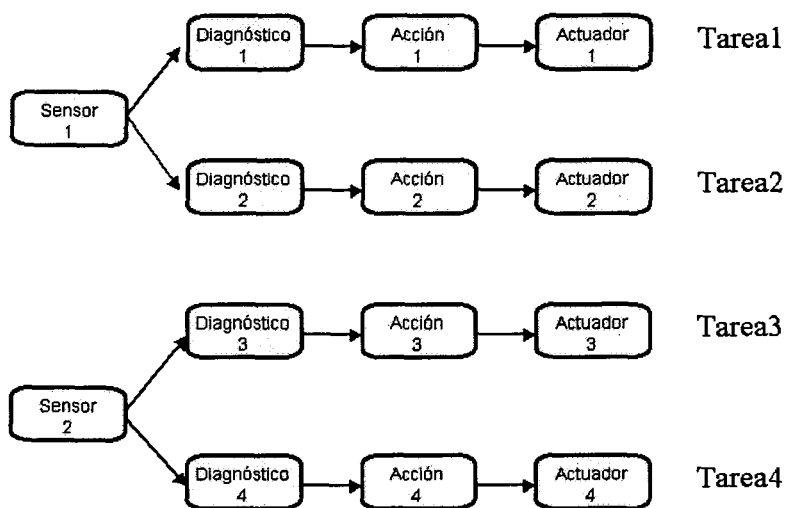 Diagnóstico
1
Acción
1
Actuador
1
Tarea1
Sensor
1
Diagnóstico
2
Acción
2
Actuador
2
Tarea2
Diagnóstico
3
Acción
3
Actuador
3
Tarea3
Sensor
2
Diagnóstico
4
Acción
4
Actuador
4
Tarea4